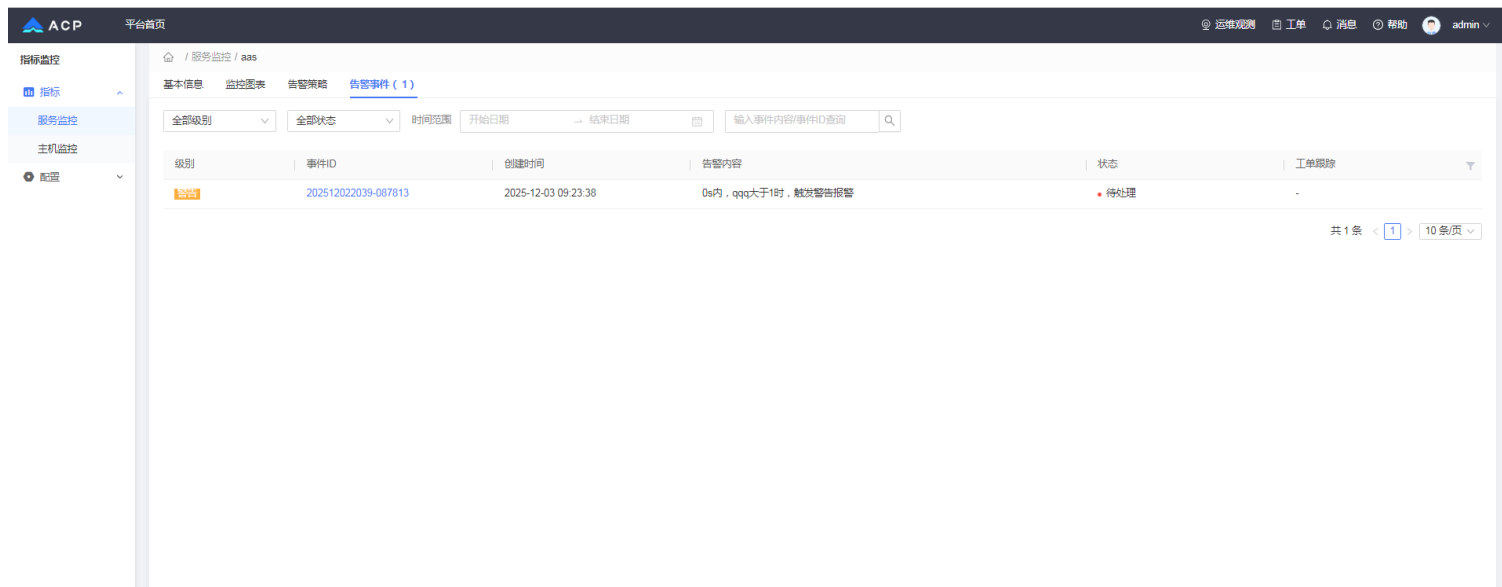 ACP 平台首页 运维观测 工单 消息 帮助 admin
指标监控
指标
服务监控
主机监控
配置
/ 服务监控 / aas
基本信息 监控图表 告警策略 告警事件 ( 1 )
全部级别 全部状态 时间范围 开始日期 → 结束日期 输入事件内容/事件ID查询
级别 事件ID 创建时间 告警内容 状态 工单跟踪
警告 202512022039-087813 2025-12-03 09:23:38 0s内，qqq大于1时，触发警告报警 待处理 -
共 1 条 < 1 > 10 条/页